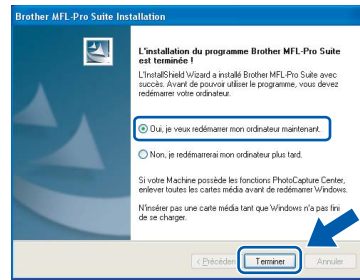 Brother MFL-Pro Suite Installation
L'installation du programme Brother MFL-Pro Suite
est terminée !
L'InstallShield Wizard a installé Brother MFL-Pro Suite avec
succès. Avant de pouvoir utiliser le programme, vous devez
redémarrer votre ordinateur.
Oui, je veux redémarrer mon ordinateur maintenant.
Non, je redémarrerai mon ordinateur plus tard.
Si votre Machine possède les fonctions PhotoCapture Center,
enlever toutes les cartes média avant de redémarrer Windows.
N'insérer pas une carte média tant que Windows n'a pas fini
de se charger.
< Précéden Terminer Annuler